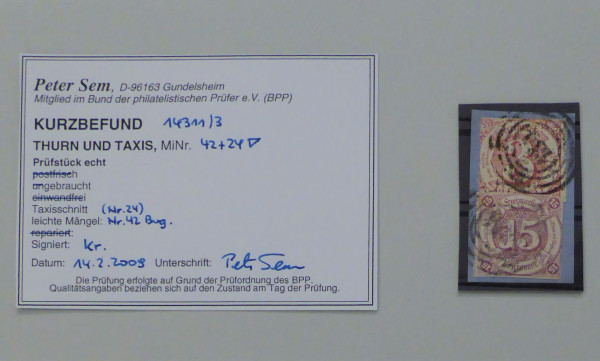 Peter Sem, D-96163 Gundelsheim
Mitglied im Bund der philatelistischen Prüfer e.V. (BPP)
KURZBEFUND 14311/3
THURN UND TAXIS, MiNr. 42+24
Prüfstück echt
postfrisch
ungebraucht
einwandfrei
Taxisschnitt (Nr.24)
leichte Mängel: Nr.42 Bug.
repariert:
Signiert: Kr.
Datum: 14.2.2009 Unterschrift: Peter Sem
Die Prüfung erfolgte auf Grund der Prüfordnung des BPP.
Qualitätsangaben beziehen sich auf den Zustand am Tag der Prüfung.
15